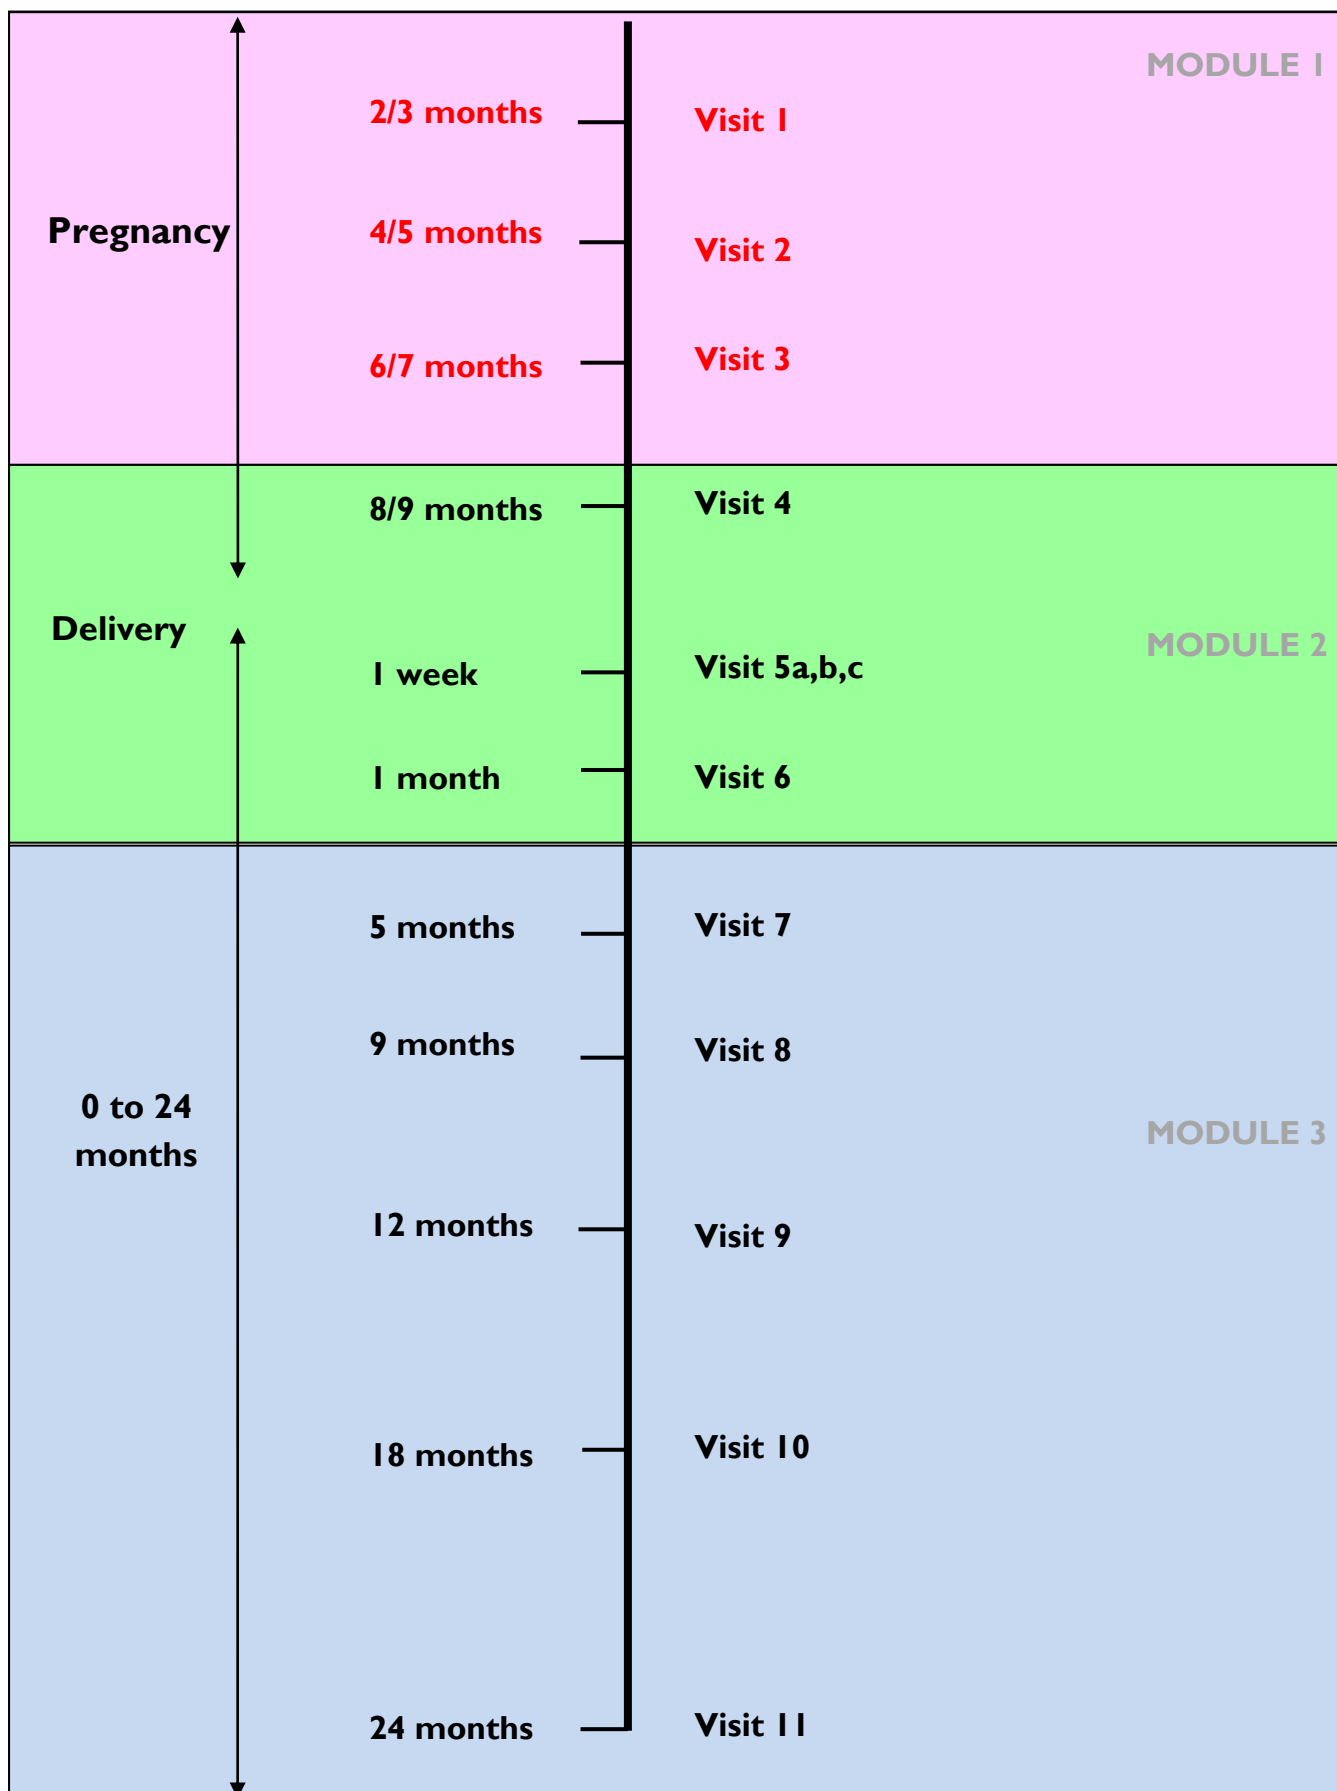 MODULE 1
2/3 months
Visit 1
Pregnancy
4/5 months
Visit 2
6/7 months
Visit 3
8/9 months
Visit 4
Delivery
MODULE 2
1 week
Visit 5a,b,c
1 month
Visit 6
5 months
Visit 7
9 months
Visit 8
0 to 24
months
MODULE 3
12 months
Visit 9
18 months
Visit 10
24 months
Visit 11